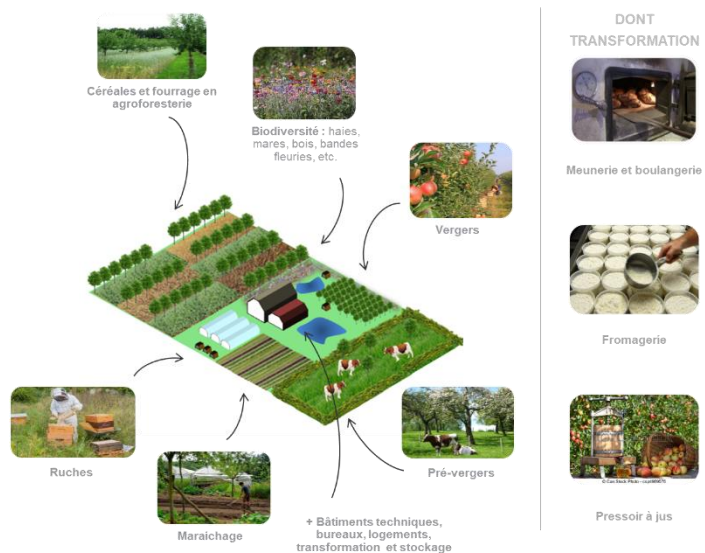 Céréales et fourrage en
agroforesterie
Biodiversité : haies,
mares, bois, bandes
fleuries, etc.
Vergers
Ruches
Maraichage
+ Bâtiments techniques,
bureaux, logements,
transformation et stockage
Pré-vergers
DONT
TRANSFORMATION
Meunerie et boulangerie
Fromagerie
Pressoir à jus